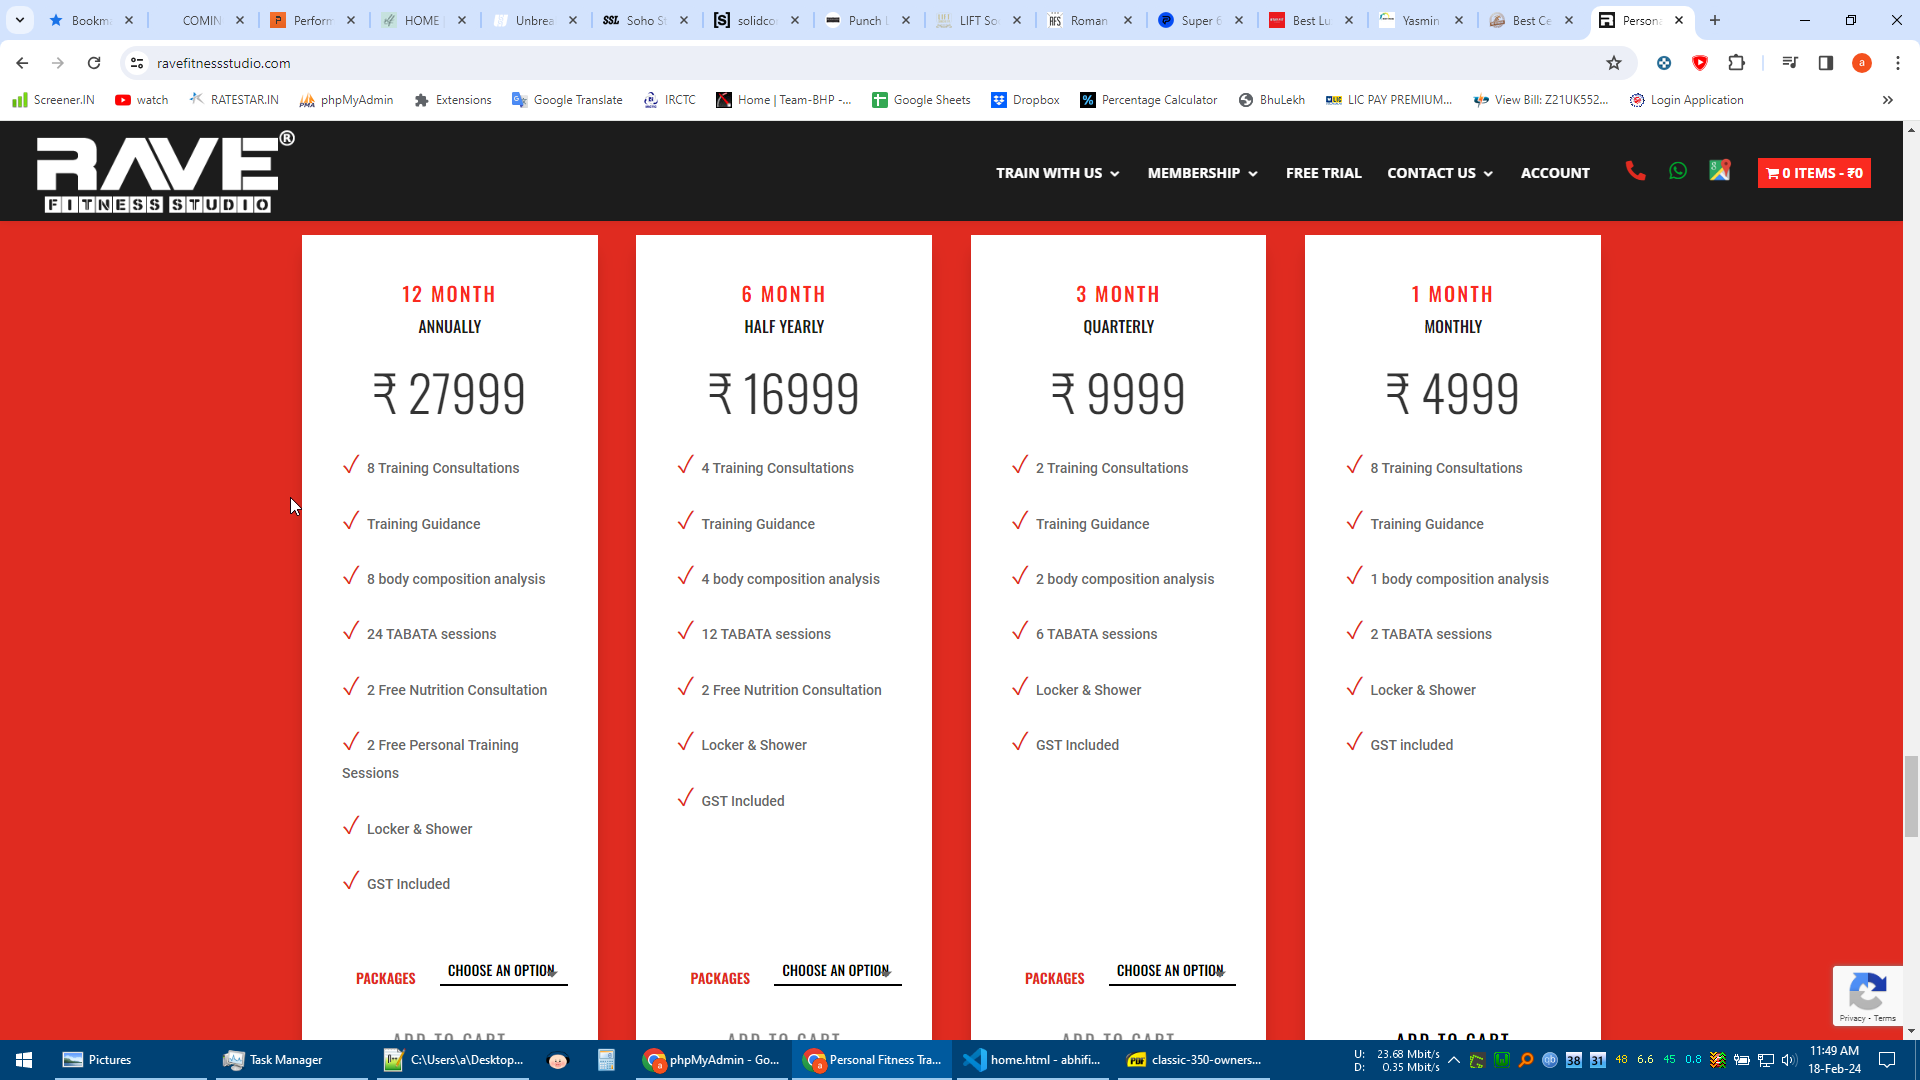 Bookma
COMIN
Perform
HOME
Unbrea
SSL Soho St
[s] solidco
Punch L
LIFT So
RFS Roman
Super 6
Best Lu
Yasmin
Best Ce
Persona
ravefitnessstudio.com
a
Screener.IN
watch
RATESTAR.IN
phpMyAdmin
Extensions
Google Translate
IRCTC
Home | Team-BHP -...
Google Sheets
Dropbox
% Percentage Calculator
BhuLekh
LIC PAY PREMIUM...
View Bill: Z21UK552...
Login Application
»
RAVE®
FITNESS STUDIO
TRAIN WITH US
MEMBERSHIP
FREE TRIAL
CONTACT US
ACCOUNT
0 ITEMS - ₹0
12 MONTH
ANNUALLY
₹ 27999
8 Training Consultations
Training Guidance
8 body composition analysis
24 TABATA sessions
2 Free Nutrition Consultation
2 Free Personal Training
Sessions
Locker & Shower
GST Included
PACKAGES
CHOOSE AN OPTION
ADD TO CART
6 MONTH
HALF YEARLY
₹ 16999
4 Training Consultations
Training Guidance
4 body composition analysis
12 TABATA sessions
2 Free Nutrition Consultation
Locker & Shower
GST Included
PACKAGES
CHOOSE AN OPTION
ADD TO CART
3 MONTH
QUARTERLY
₹ 9999
2 Training Consultations
Training Guidance
2 body composition analysis
6 TABATA sessions
Locker & Shower
GST Included
PACKAGES
CHOOSE AN OPTION
ADD TO CART
1 MONTH
MONTHLY
₹ 4999
8 Training Consultations
Training Guidance
1 body composition analysis
2 TABATA sessions
Locker & Shower
GST included
ADD TO CART
Privacy - Terms
Pictures
Task Manager
C:\Users\a\Desktop...
phpMyAdmin - Go...
Personal Fitness Tra...
home.html - abhifi...
classic-350-owners...
U: 23.68 Mbit/s
D: 0.35 Mbit/s
38
31
48
6.6
45
0.8
11:49 AM
18-Feb-24